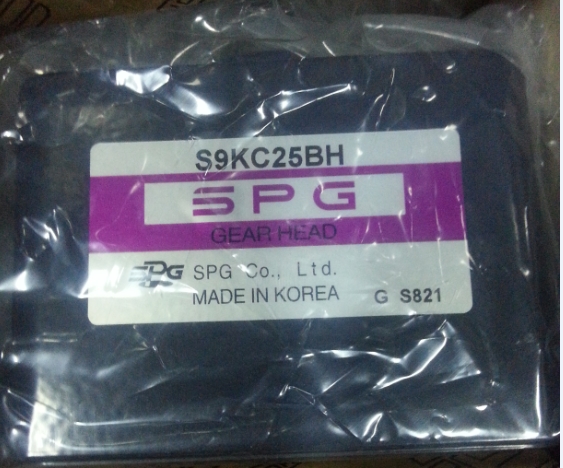 S9KC25BH
SPG
GEAR HEAD
SPG SPG Co., Ltd.
MADE IN KOREA G S821